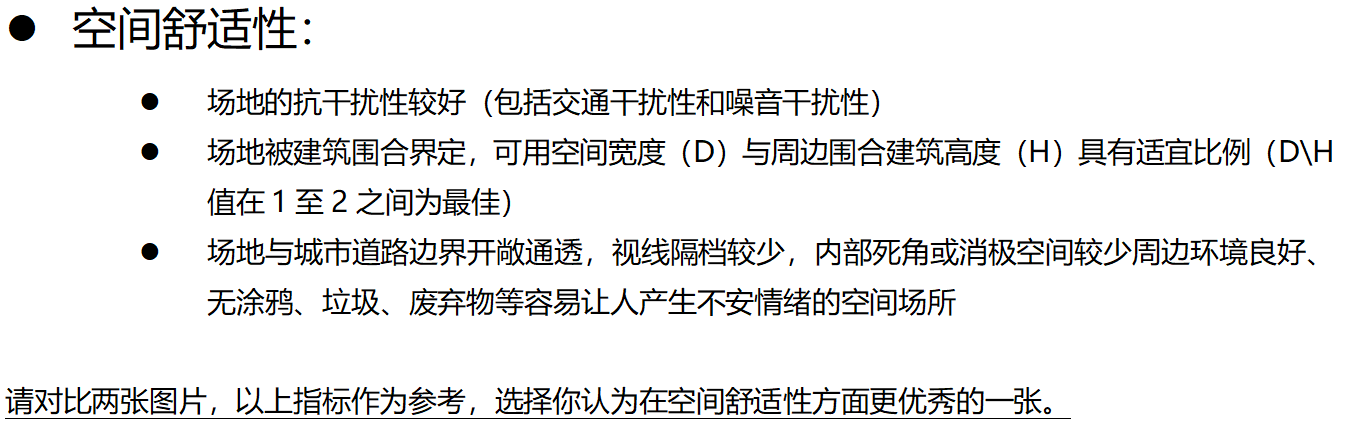 ● 空间舒适性：
● 场地的抗干扰性较好（包括交通干扰性和噪音干扰性）
● 场地被建筑围合界定，可用空间宽度（D）与周边围合建筑高度（H）具有适宜比例（D\H
值在 1 至 2 之间为最佳）
● 场地与城市道路边界开敞通透，视线隔档较少，内部死角或消极空间较少周边环境良好、
无涂鸦、垃圾、废弃物等容易让人产生不安情绪的空间场所
请对比两张图片，以上指标作为参考，选择你认为在空间舒适性方面更优秀的一张。